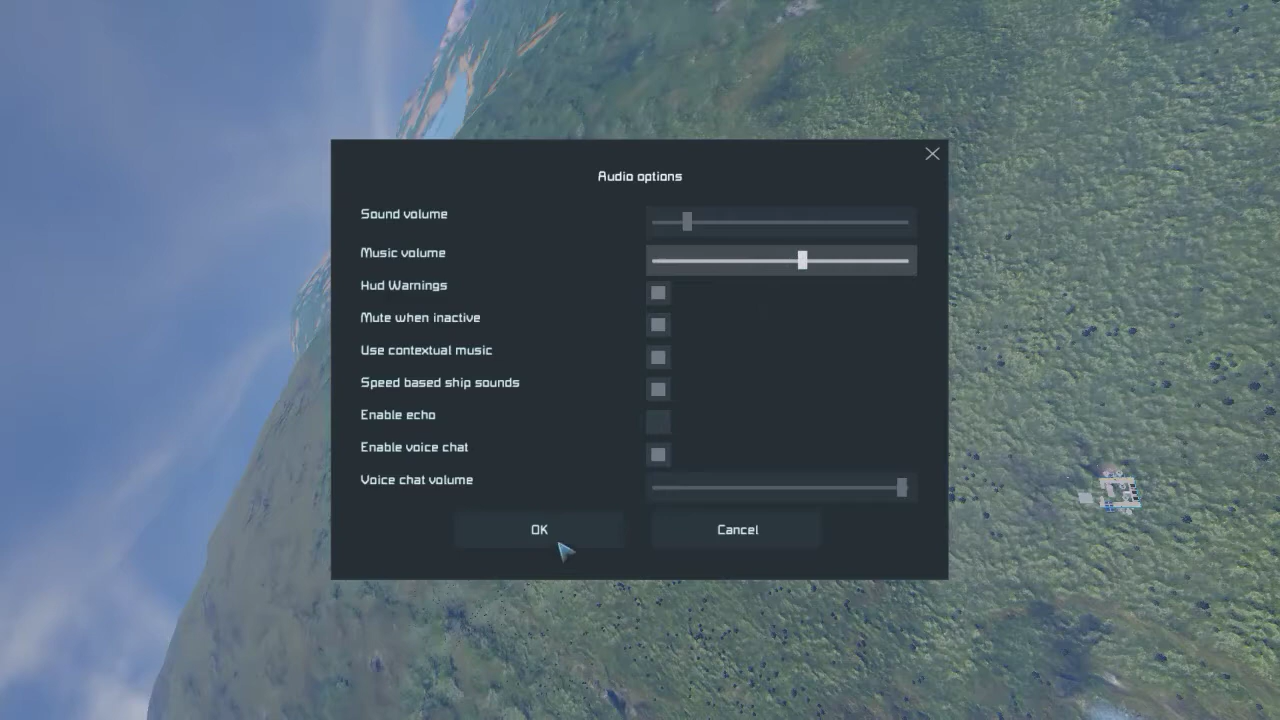 Audio options
Sound volume
Music volume
Hud Warnings
Mute when inactive
Use contextual music
Speed based ship sounds
Enable echo
Enable voice chat
Voice chat volume
OK Cancel